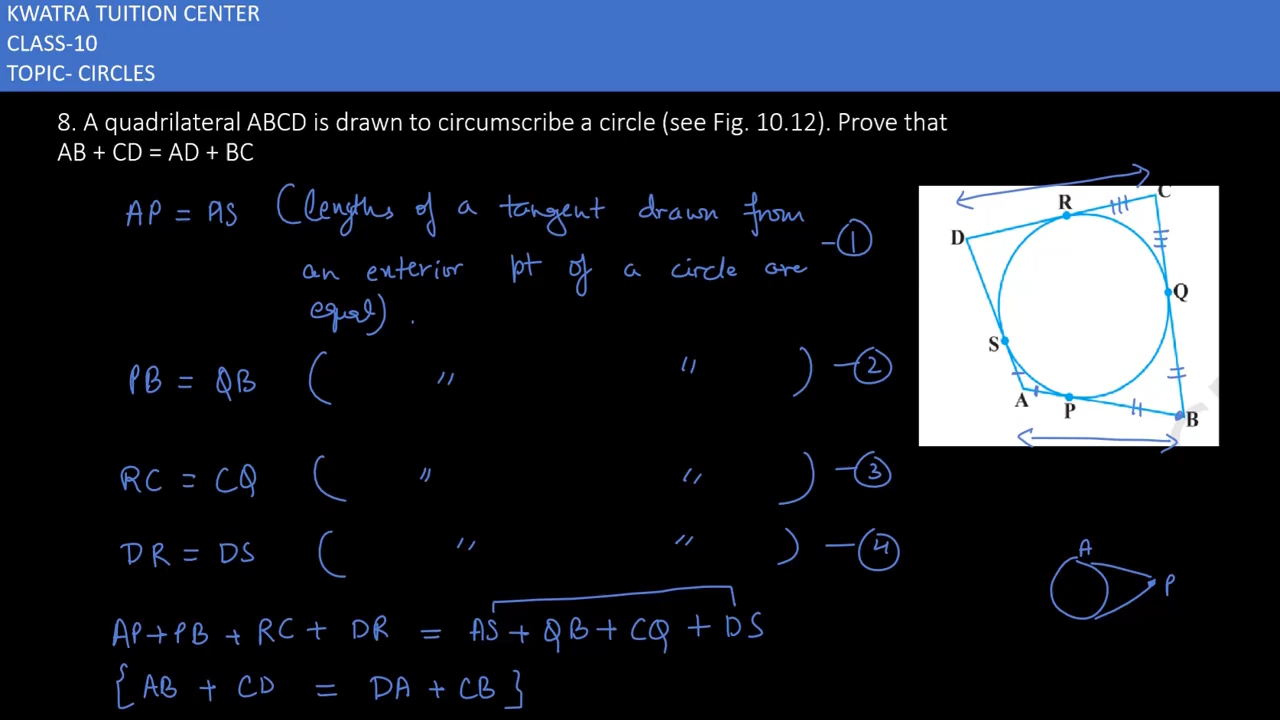 KWATRA TUITION CENTER
CLASS-10
TOPIC- CIRCLES
8. A quadrilateral ABCD is drawn to circumscribe a circle (see Fig. 10.12). Prove that
AB + CD = AD + BC
AP = AS (lengths of a tangent drawn from
an exterior pt of a circle are
equal). -①
PB = QB ( " " ) -②
RC = CQ ( " " ) -③
DR = DS ( " " ) -④
AP+PB + RC + DR = AS + QB + CQ + DS
{AB + CD = DA + CB}
R
C
D
Q
S
A
P
B
A
P